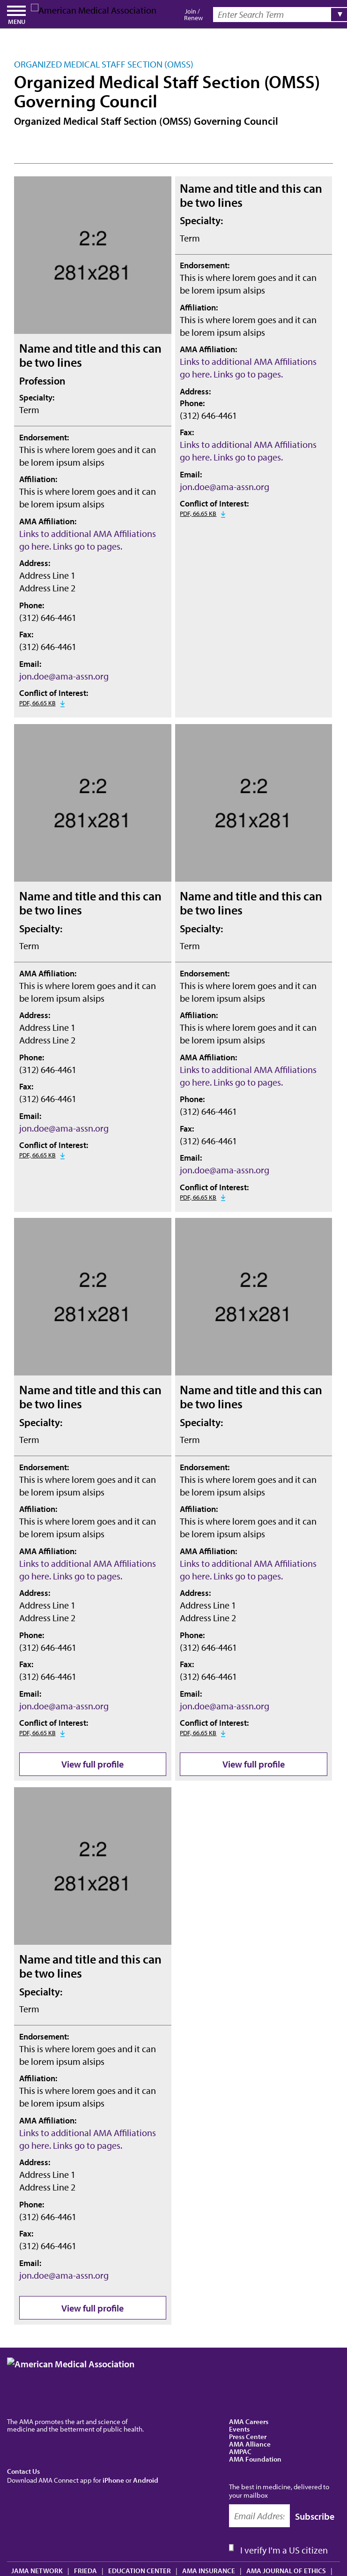 MENU
American Medical Association
Join /
Renew
Enter Search Term
ORGANIZED MEDICAL STAFF SECTION (OMSS)
Organized Medical Staff Section (OMSS)
Governing Council
Organized Medical Staff Section (OMSS) Governing Council
2:2
281x281
Name and title and this can
be two lines
Profession
Specialty:
Term
Endorsement:
This is where lorem goes and it can
be lorem ipsum alsips
Affiliation:
This is where lorem goes and it can
be lorem ipsum alsips
AMA Affiliation:
Links to additional AMA Affiliations
go here. Links go to pages.
Address:
Address Line 1
Address Line 2
Phone:
(312) 646-4461
Fax:
(312) 646-4461
Email:
jon.doe@ama-assn.org
Conflict of Interest:
PDF, 66.65 KB
Name and title and this can
be two lines
Specialty:
Term
Endorsement:
This is where lorem goes and it can
be lorem ipsum alsips
Affiliation:
This is where lorem goes and it can
be lorem ipsum alsips
AMA Affiliation:
Links to additional AMA Affiliations
go here. Links go to pages.
Address:
Phone:
(312) 646-4461
Fax:
Links to additional AMA Affiliations
go here. Links go to pages.
Email:
jon.doe@ama-assn.org
Conflict of Interest:
PDF, 66.65 KB
2:2
281x281
Name and title and this can
be two lines
Specialty:
Term
AMA Affiliation:
This is where lorem goes and it can
be lorem ipsum alsips
Address:
Address Line 1
Address Line 2
Phone:
(312) 646-4461
Fax:
(312) 646-4461
Email:
jon.doe@ama-assn.org
Conflict of Interest:
PDF, 66.65 KB
2:2
281x281
Name and title and this can
be two lines
Specialty:
Term
Endorsement:
This is where lorem goes and it can
be lorem ipsum alsips
Affiliation:
This is where lorem goes and it can
be lorem ipsum alsips
AMA Affiliation:
Links to additional AMA Affiliations
go here. Links go to pages.
Phone:
(312) 646-4461
Fax:
(312) 646-4461
Email:
jon.doe@ama-assn.org
Conflict of Interest:
PDF, 66.65 KB
2:2
281x281
Name and title and this can
be two lines
Specialty:
Term
Endorsement:
This is where lorem goes and it can
be lorem ipsum alsips
Affiliation:
This is where lorem goes and it can
be lorem ipsum alsips
AMA Affiliation:
Links to additional AMA Affiliations
go here. Links go to pages.
Address:
Address Line 1
Address Line 2
Phone:
(312) 646-4461
Fax:
(312) 646-4461
Email:
jon.doe@ama-assn.org
Conflict of Interest:
PDF, 66.65 KB
View full profile
2:2
281x281
Name and title and this can
be two lines
Specialty:
Term
Endorsement:
This is where lorem goes and it can
be lorem ipsum alsips
Affiliation:
This is where lorem goes and it can
be lorem ipsum alsips
AMA Affiliation:
Links to additional AMA Affiliations
go here. Links go to pages.
Address:
Address Line 1
Address Line 2
Phone:
(312) 646-4461
Fax:
(312) 646-4461
Email:
jon.doe@ama-assn.org
Conflict of Interest:
PDF, 66.65 KB
View full profile
2:2
281x281
Name and title and this can
be two lines
Specialty:
Term
Endorsement:
This is where lorem goes and it can
be lorem ipsum alsips
Affiliation:
This is where lorem goes and it can
be lorem ipsum alsips
AMA Affiliation:
Links to additional AMA Affiliations
go here. Links go to pages.
Address:
Address Line 1
Address Line 2
Phone:
(312) 646-4461
Fax:
(312) 646-4461
Email:
jon.doe@ama-assn.org
View full profile
American Medical Association
The AMA promotes the art and science of
medicine and the betterment of public health.
Contact Us
Download AMA Connect app for iPhone or Android
AMA Careers
Events
Press Center
AMA Alliance
AMPAC
AMA Foundation
The best in medicine, delivered to
your mailbox
Email Address Subscribe
I verify I'm a US citizen
JAMA NETWORK | FRIEDA | EDUCATION CENTER | AMA INSURANCE | AMA JOURNAL OF ETHICS |